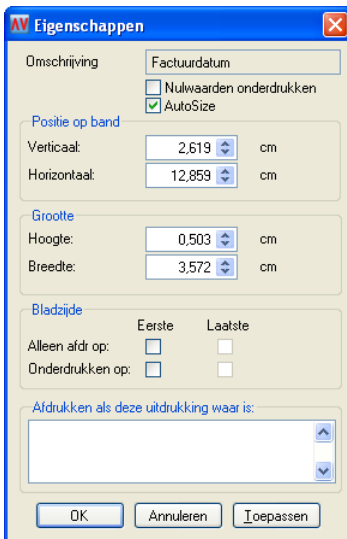 AV Eigenschappen
Omschrijving Factuurdatum
Nulwaarden onderdrukken
AutoSize
Positie op band
Verticaal: 2,619 cm
Horizontaal: 12,859 cm
Grootte
Hoogte: 0,503 cm
Breedte: 3,572 cm
Bladzijde
Eerste Laatste
Alleen afdr op:
Onderdrukken op:
Afdrukken als deze uitdrukking waar is:
OK Annuleren Toepassen